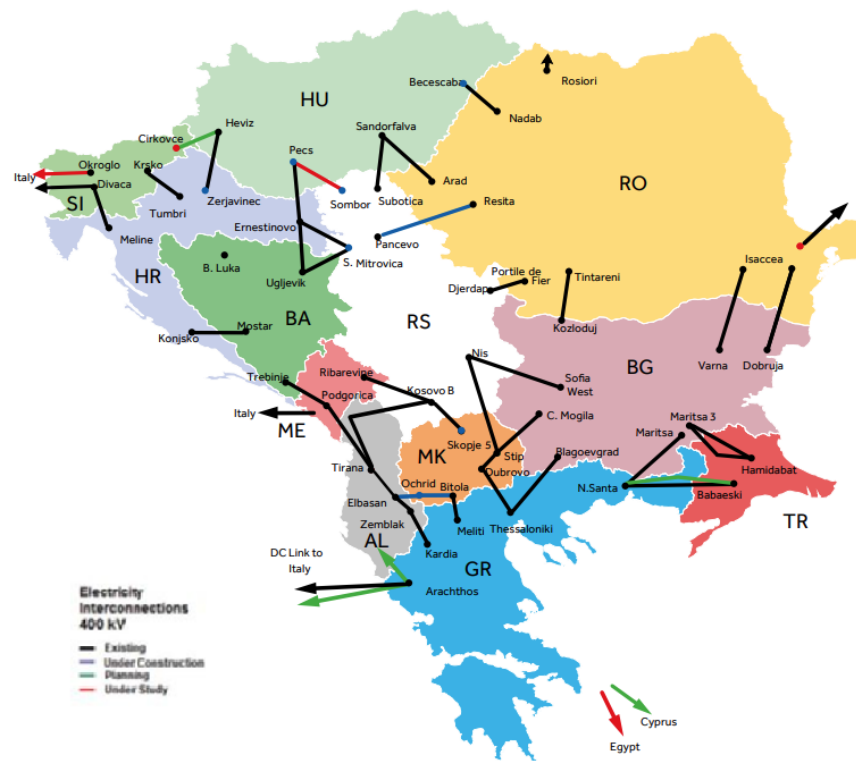 Rosiori
Becescaba
HU
Nadab
Heviz
Sandorfalva
Cirkovce
Pecs
Krsko
Okroglo
Italy
Divaca
Arad
RO
SI
Tumbri
Zerjavinec
Sombor
Subotica
Resita
Meline
Ernestinovo
Pancevo
S. Mitrovica
Isaccea
HR
B. Luka
Ugljevik
Portile de
Fier
Tintareni
Djerdap
BA
RS
Kozloduj
Konjsko
Mostar
Nis
BG
Varna
Dobruja
Trebinje
Ribarevine
Sofia
West
Podgorica
Kosovo B
Italy
ME
C. Mogila
Maritsa 3
Skopje 5
Maritsa
MK
Stip
Blagoevgrad
Tirana
Dubrovo
Hamidabat
Ochrid
Bitola
N.Santa
Babaeski
Elbasan
Zemblak
Meliti
Thessaloniki
TR
AL
Kardia
DC Link to
Italy
GR
Arachthos
Electricity
Interconnections
400 kV
Existing
Under Construction
Planning
Under Study
Cyprus
Egypt